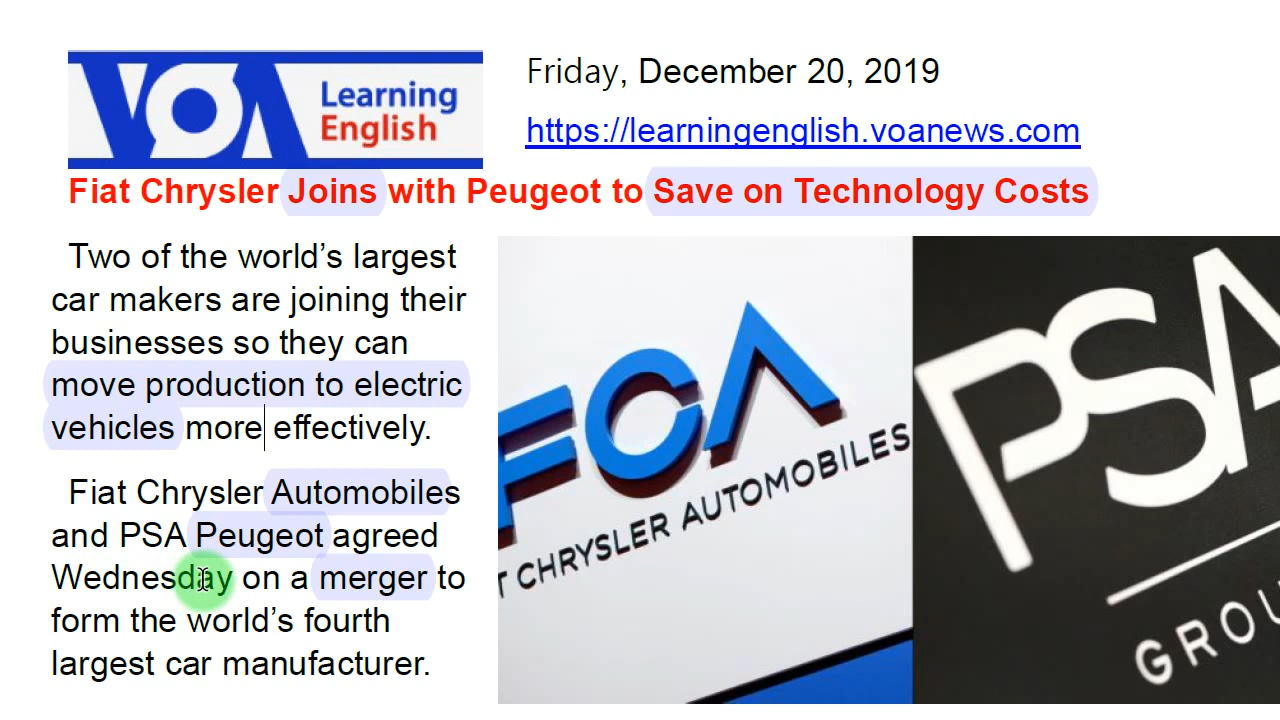 VOA Learning English
Friday, December 20, 2019
https://learningenglish.voanews.com
Fiat Chrysler Joins with Peugeot to Save on Technology Costs
Two of the world's largest
car makers are joining their
businesses so they can
move production to electric
vehicles more effectively.
Fiat Chrysler Automobiles
and PSA Peugeot agreed
Wednesday on a merger to
form the world's fourth
largest car manufacturer.
FCA
T CHRYSLER AUTOMOBILES
PSA
GROU